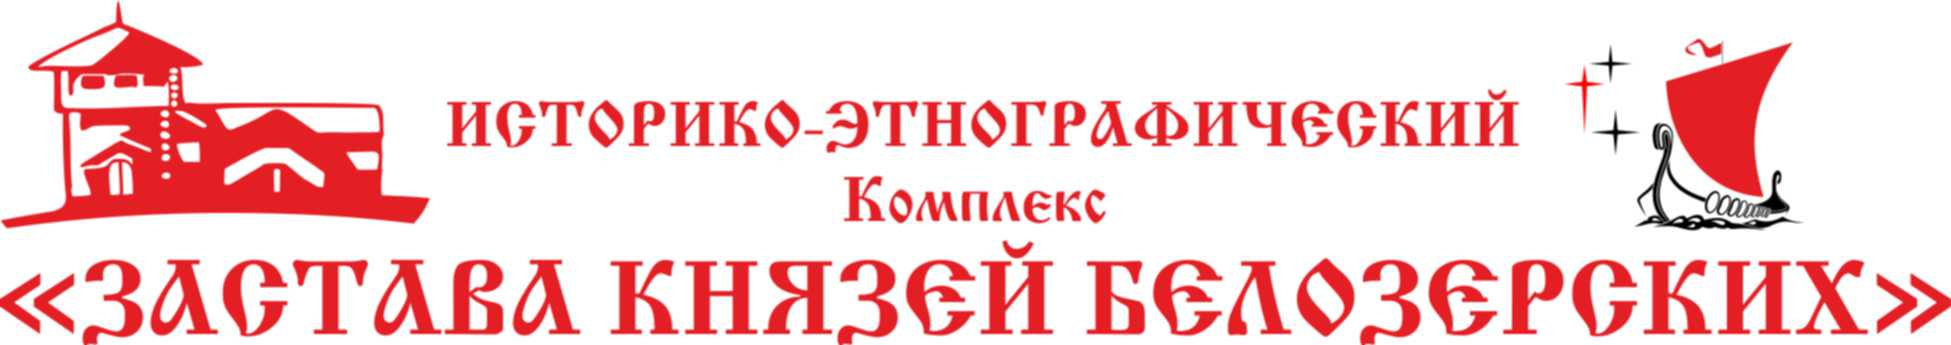 ИСТОРИКО-ЭТНОГРАФИЧЕСКИЙ
Комплекс
«ЗАСТАВА КНЯЗЕЙ БЕЛОЗЕРСКИХ»